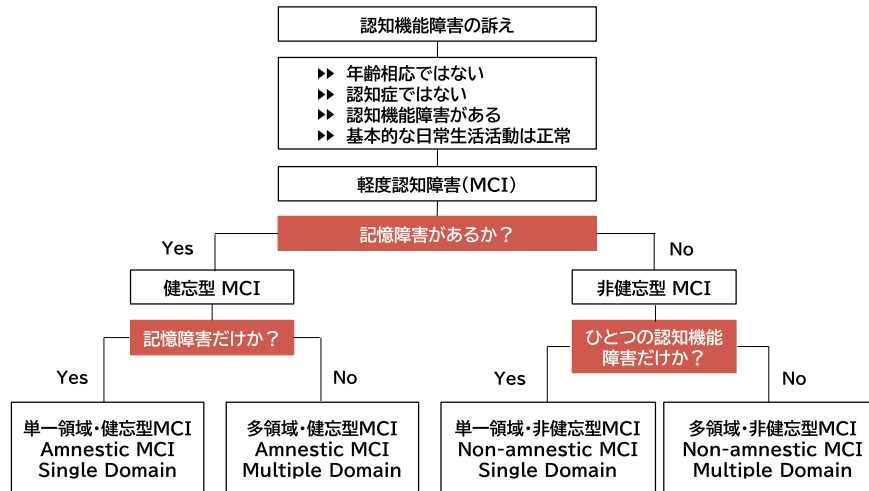 認知機能障害の訴え
▶▶ 年齢相応ではない
▶▶ 認知症ではない
▶▶ 認知機能障害がある
▶▶ 基本的な日常生活活動は正常
軽度認知障害(MCI)
記憶障害があるか?
Yes
No
健忘型 MCI
非健忘型 MCI
記憶障害だけか?
ひとつの認知機能
障害だけか?
Yes
No
Yes
No
単一領域・健忘型MCI
Amnestic MCI
Single Domain
多領域・健忘型MCI
Amnestic MCI
Multiple Domain
単一領域・非健忘型MCI
Non-amnestic MCI
Single Domain
多領域・非健忘型MCI
Non-amnestic MCI
Multiple Domain